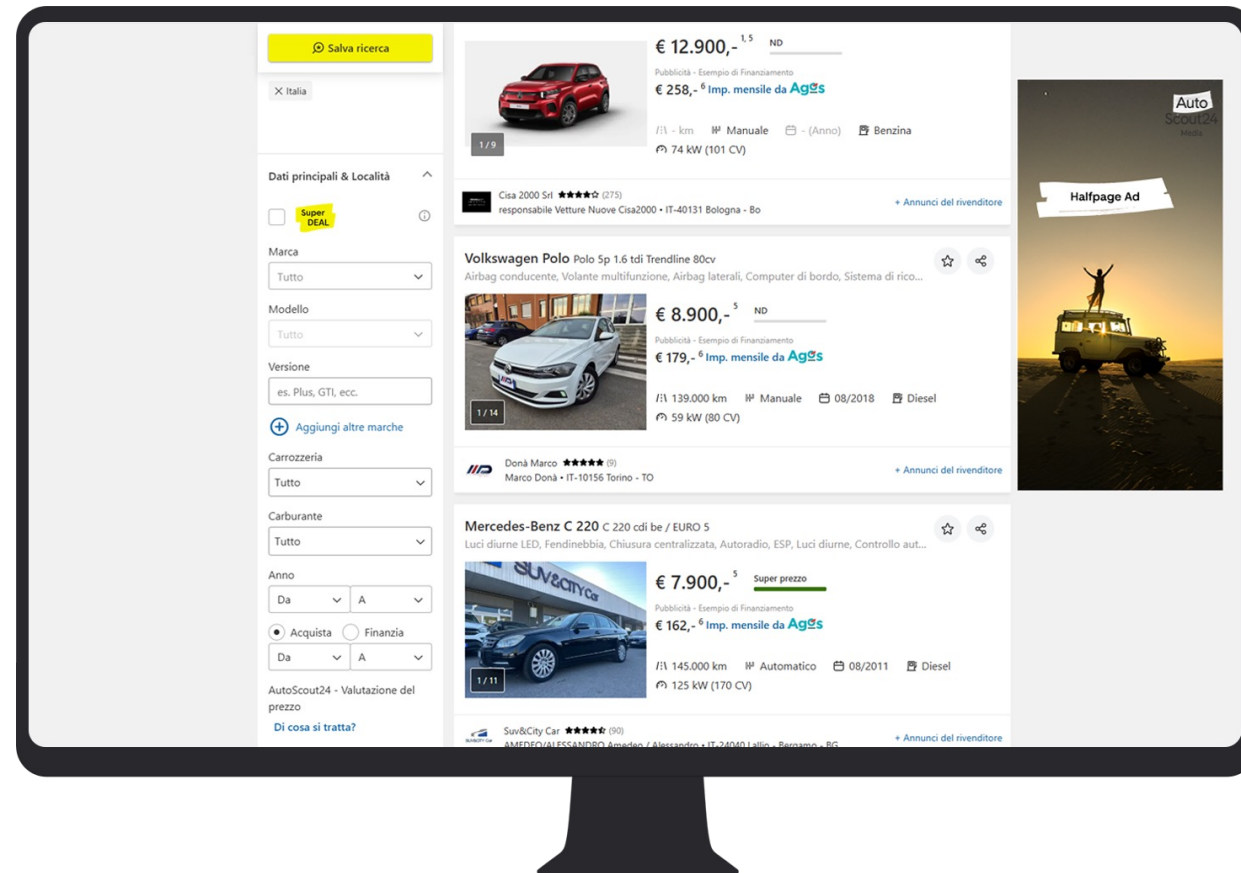 Salva ricerca
Italia
Dati principali & Località
Super
DEAL
Marca
Tutto
Modello
Tutto
Versione
es. Plus, GTI, ecc.
Aggiungi altre marche
Carrozzeria
Tutto
Carburante
Tutto
Anno
Da A
Acquista Finanzia
Da A
AutoScout24 - Valutazione del
prezzo
Di cosa si tratta?
€ 12.900,- 1, 5 ND
Pubblicità - Esempio di Finanziamento
€ 258,- 6 Imp. mensile da Agos
- km Manuale - (Anno) Benzina
74 kW (101 CV)
1/9
Cisa 2000 Srl (275)
responsabile Vetture Nuove Cisa2000 • IT-40131 Bologna - Bo
+ Annunci del rivenditore
Volkswagen Polo Polo 5p 1.6 tdi Trendline 80cv
Airbag conducente, Volante multifunzione, Airbag laterali, Computer di bordo, Sistema di rico...
€ 8.900,- 5 ND
Pubblicità - Esempio di Finanziamento
€ 179,- 6 Imp. mensile da Agos
139.000 km Manuale 08/2018 Diesel
59 kW (80 CV)
1/14
Donà Marco (9)
Marco Donà • IT-10156 Torino - TO
+ Annunci del rivenditore
Mercedes-Benz C 220 C 220 cdi be / EURO 5
Luci diurne LED, Fendinebbia, Chiusura centralizzata, Autoradio, ESP, Luci diurne, Controllo aut...
SUV&CITY Car
€ 7.900,- 5 Super prezzo
Pubblicità - Esempio di Finanziamento
€ 162,- 6 Imp. mensile da Agos
145.000 km Automatico 08/2011 Diesel
125 kW (170 CV)
1/11
Suv&City Car (90)
AMEDEO/ALESSANDRO Amedeo / Alessandro • IT-24040 Lallio - Bergamo - BG
+ Annunci del rivenditore
Auto
Scout24
Media
Halfpage Ad